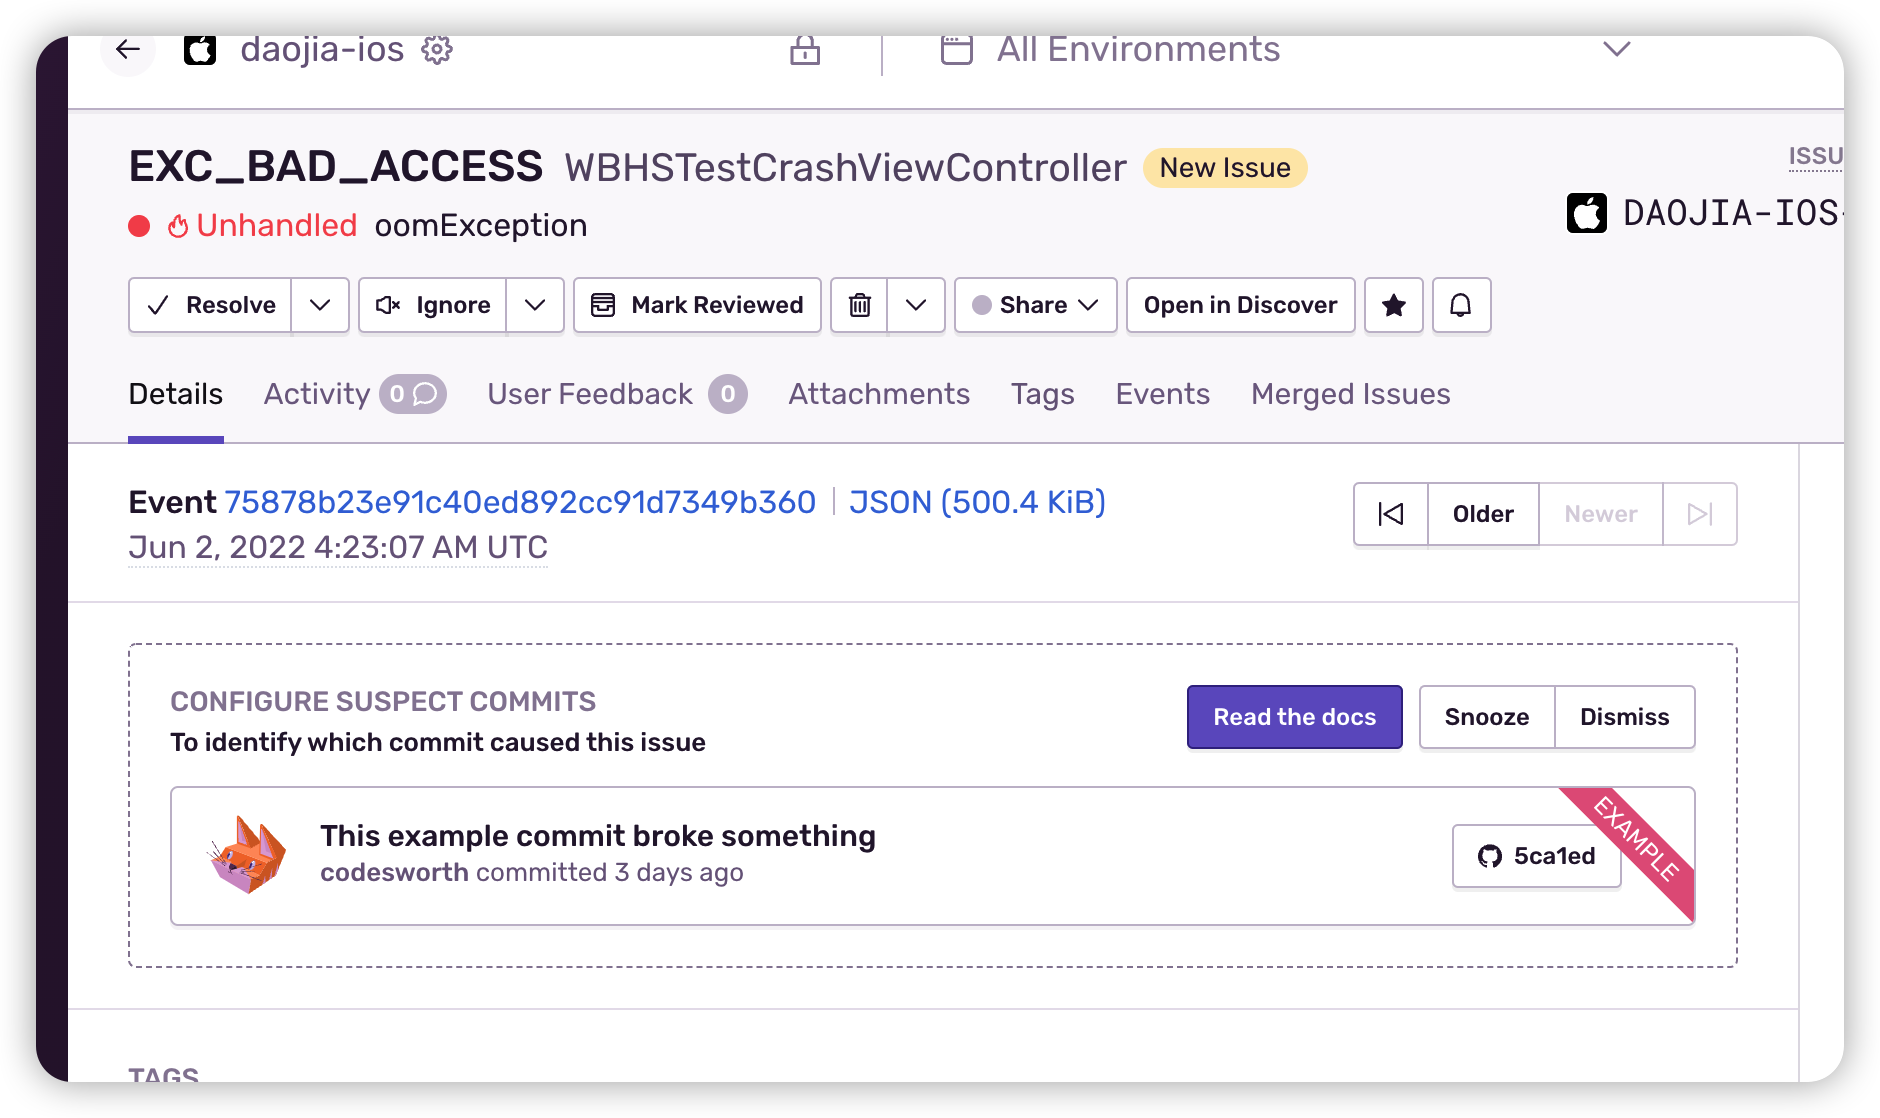 daojia-ios All Environments
EXC_BAD_ACCESS WBHSTestCrashViewController New Issue
ISSU
Unhandled oomException
DAOJIA-IOS-
Resolve Ignore Mark Reviewed Share Open in Discover
Details Activity 0 User Feedback 0 Attachments Tags Events Merged Issues
Event 75878b23e91c40ed892cc91d7349b360 | JSON (500.4 KiB)
Jun 2, 2022 4:23:07 AM UTC
Older Newer
CONFIGURE SUSPECT COMMITS
To identify which commit caused this issue
Read the docs Snooze Dismiss
This example commit broke something
codesworth committed 3 days ago
5ca1ed
EXAMPLE
TAGS